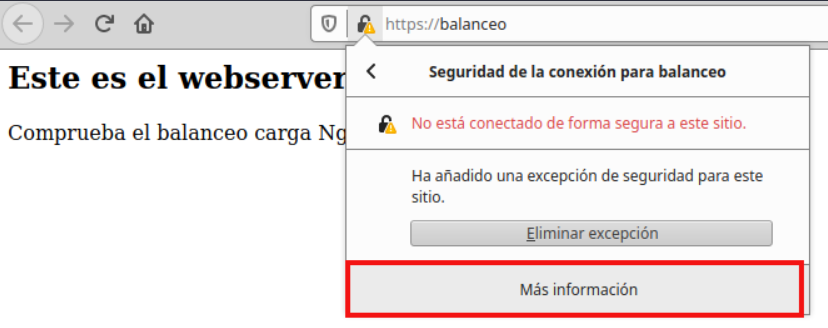 https://balanceo
Este es el webserver
Comprueba el balanceo carga Ng
Seguridad de la conexión para balanceo
No está conectado de forma segura a este sitio.
Ha añadido una excepción de seguridad para este
sitio.
Eliminar excepción
Más información